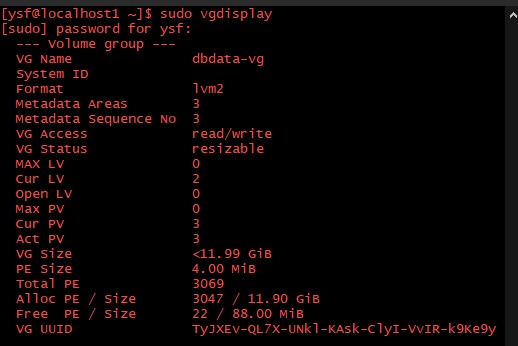 [ysf@localhost1 ~]$ sudo vgdisplay
[sudo] password for ysf:
--- Volume group ---
VG Name dbdata-vg
System ID
Format lvm2
Metadata Areas 3
Metadata Sequence No 3
VG Access read/write
VG Status resizable
MAX LV 0
Cur LV 2
Open LV 0
Max PV 0
Cur PV 3
Act PV 3
VG Size <11.99 GiB
PE Size 4.00 MiB
Total PE 3069
Alloc PE / Size 3047 / 11.90 GiB
Free PE / Size 22 / 88.00 MiB
VG UUID TyJXEv-QL7X-UNkl-KAsk-ClyI-VvIR-k9Ke9y